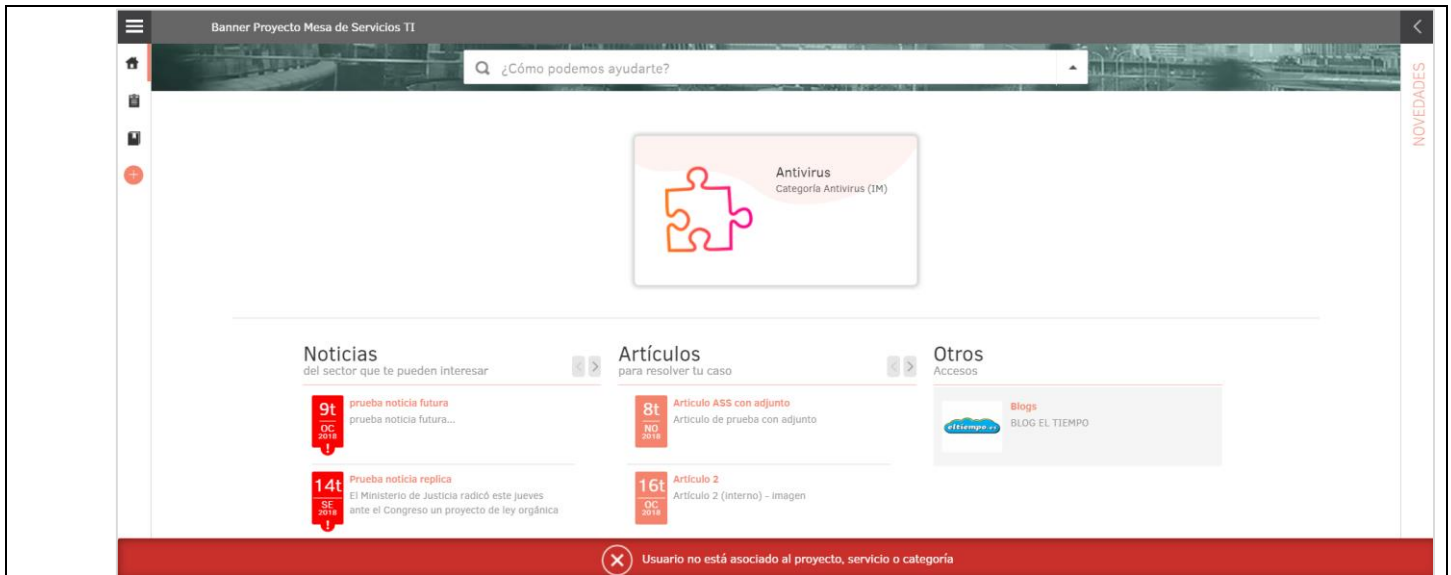 Banner Proyecto Mesa de Servicios TI
¿Cómo podemos ayudarte?
NOVEDADES
Antivirus
Categoría Antivirus (IM)
Noticias
del sector que te pueden interesar
9t
OC
2018
!
prueba noticia futura
prueba noticia futura...
14t
SE
2018
!
Prueba noticia replica
El Ministerio de Justicia radicó este jueves
ante el Congreso un proyecto de ley orgánica
Artículos
para resolver tu caso
8t
NO
2018
Articulo ASS con adjunto
Articulo de prueba con adjunto
16t
OC
2018
Artículo 2
Artículo 2 (interno) - imagen
Otros
Accesos
eltiempo.es
Blogs
BLOG EL TIEMPO
Usuario no está asociado al proyecto, servicio o categoría